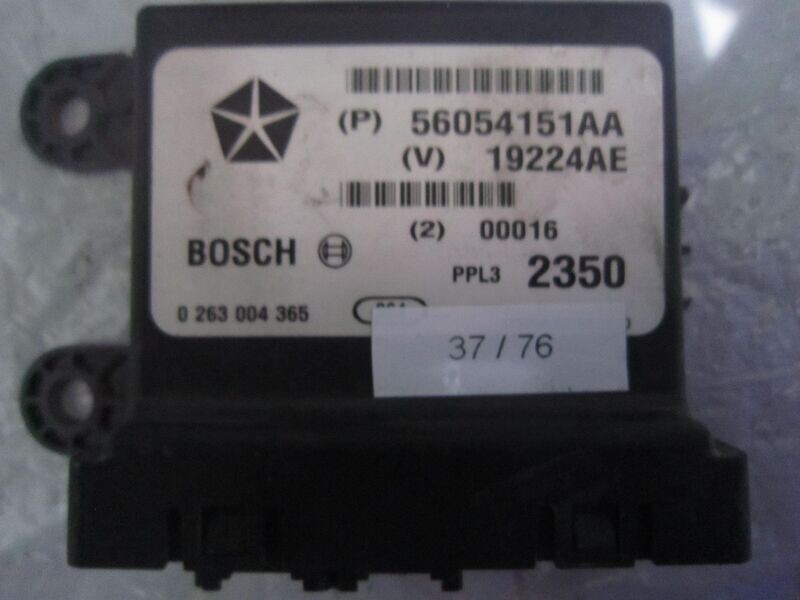 (P) 56054151AA
(V) 19224AE
(2) 00016
BOSCH
PPL3 2350
0 263 004 365
37 / 76